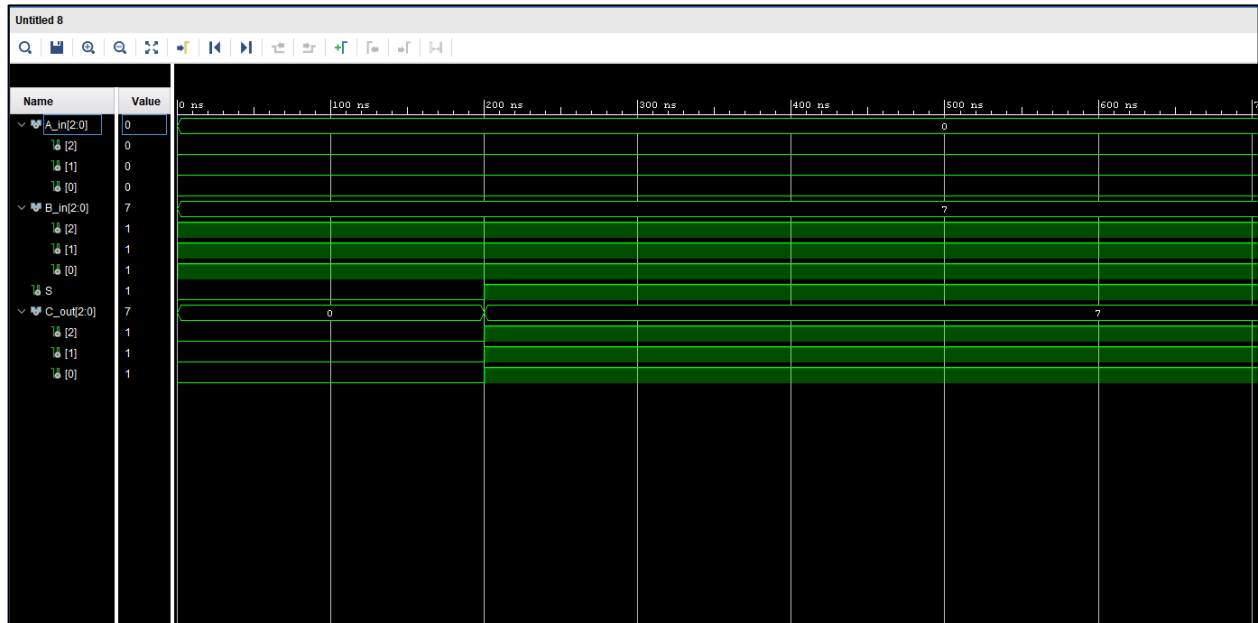 Untitled 8
Name Value
0 ns 100 ns 200 ns 300 ns 400 ns 500 ns 600 ns 7
A_in[2:0] 0 0
[2] 0
[1] 0
[0] 0
B_in[2:0] 7 7
[2] 1
[1] 1
[0] 1
S 1
C_out[2:0] 7 0 7
[2] 1
[1] 1
[0] 1